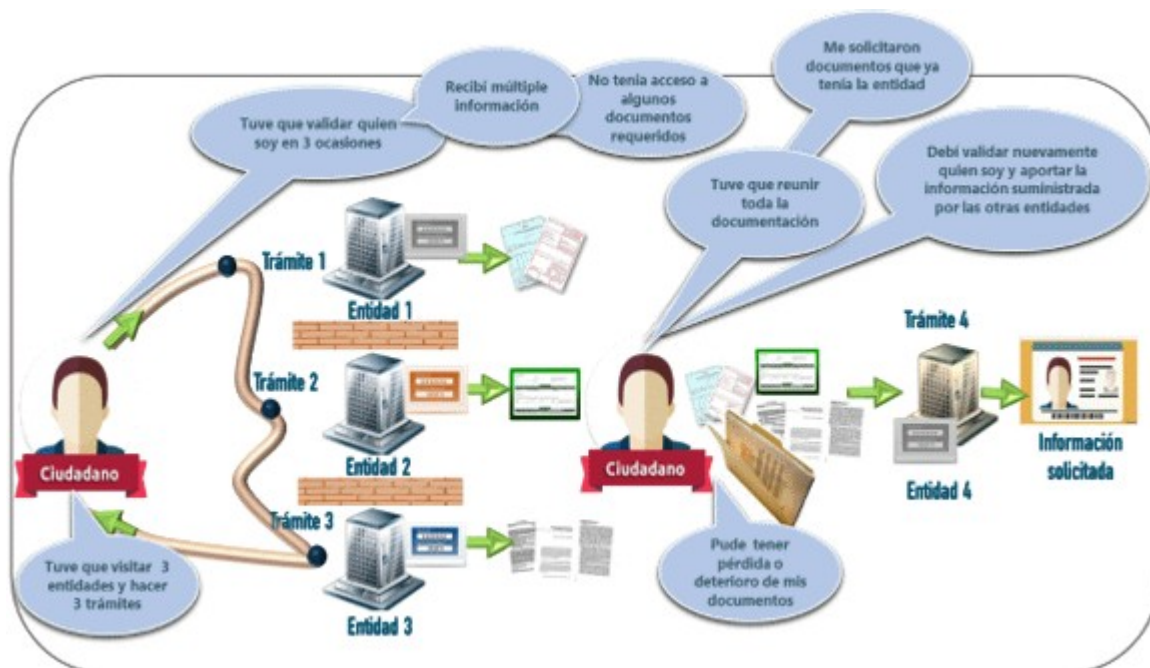 Me solicitaron
documentos que ya
tenía la entidad
Recibí múltiple
información
No tenia acceso a
algunos
documentos
requeridos
Tuve que validar quien
soy en 3 ocasiones
Debí validar nuevamente
quien soy y aportar la
información suministrada
por las otras entidades
Tuve que reunir
toda la
documentación
Trámite 1
Entidad 1
Trámite 2
Entidad 2
Trámite 3
Entidad 3
Ciudadano
Tuve que visitar 3
entidades y hacer
3 trámites
Ciudadano
Pude tener
pérdida o
deterioro de mis
documentos
Trámite 4
Entidad 4
Información
solicitada